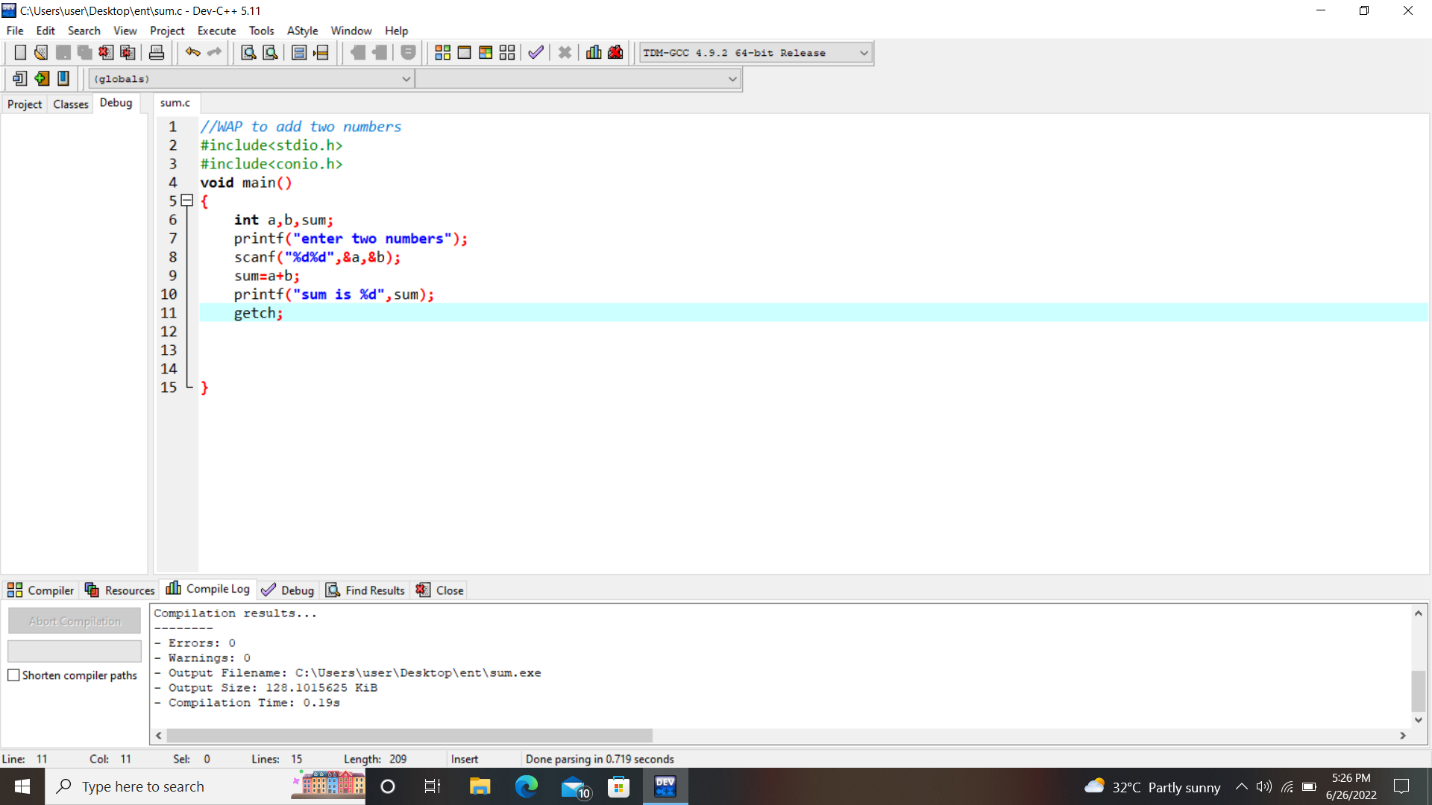 C:\Users\user\Desktop\ent\sum.c - Dev-C++ 5.11
File Edit Search View Project Execute Tools AStyle Window Help
TDM-GCC 4.9.2 64-bit Release
(globals)
Project Classes Debug sum.c
1 //WAP to add two numbers
2 #include<stdio.h>
3 #include<conio.h>
4 void main()
5 {
6 int a,b,sum;
7 printf("enter two numbers");
8 scanf("%d%d",&a,&b);
9 sum=a+b;
10 printf("sum is %d",sum);
11 getch;
12
13
14
15 }
Compiler Resources Compile Log Debug Find Results Close
Abort Compilation
Shorten compiler paths
Compilation results...
--------
- Errors: 0
- Warnings: 0
- Output Filename: C:\Users\user\Desktop\ent\sum.exe
- Output Size: 128.1015625 KiB
- Compilation Time: 0.19s
Line: 11 Col: 11 Sel: 0 Lines: 15 Length: 209 Insert Done parsing in 0.719 seconds
Type here to search
10
DEV
32°C Partly sunny
5:26 PM
6/26/2022